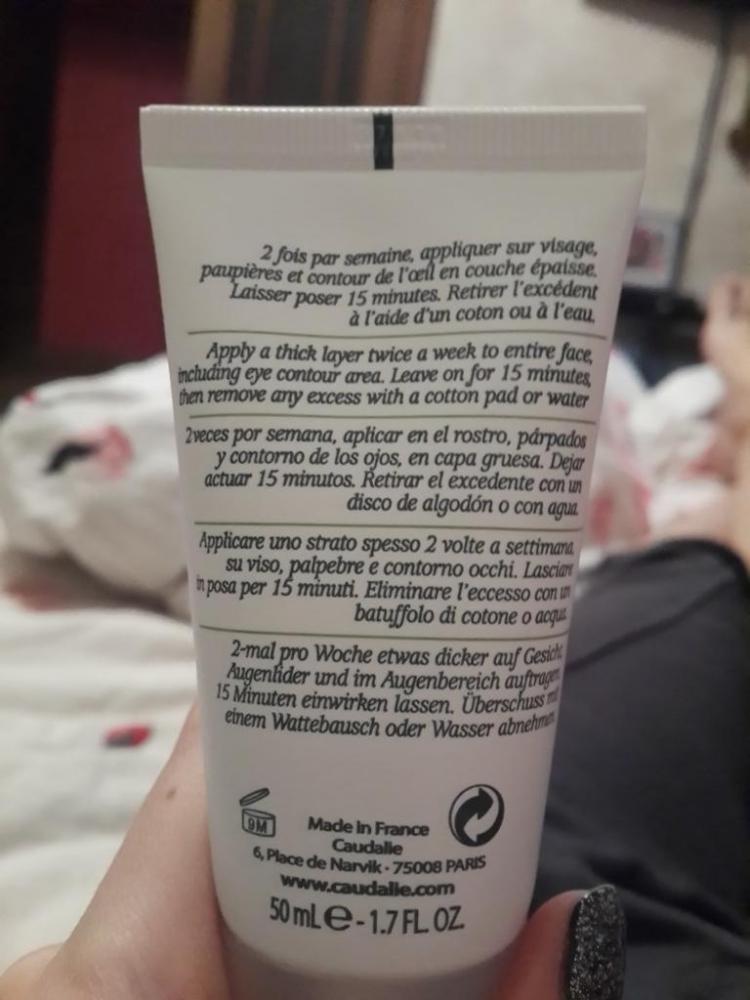 2 fois par semaine, appliquer sur visage,
paupières et contour de l'œil en couche épaisse.
Laisser poser 15 minutes. Retirer l'excédent
à l'aide d'un coton ou à l'eau.
Apply a thick layer twice a week to entire face,
including eye contour area. Leave on for 15 minutes,
then remove any excess with a cotton pad or water
2 veces por semana, aplicar en el rostro, párpados
y contorno de los ojos, en capa gruesa. Dejar
actuar 15 minutos. Retirar el excedente con un
disco de algodón o con agua.
Applicare uno strato spesso 2 volte a settimana
su viso, palpebre e contorno occhi. Lasciare
in posa per 15 minuti. Eliminare l'eccesso con un
batuffolo di cotone o acqua.
2-mal pro Woche etwas dicker auf Gesicht,
Augenlider und im Augenbereich auftragen.
15 Minuten einwirken lassen. Überschuss mit
einem Wattebausch oder Wasser abnehmen.
9M
Made in France
Caudalie
6, Place de Narvik - 75008 PARIS
www.caudalie.com
50 mL e - 1.7 FL. OZ.